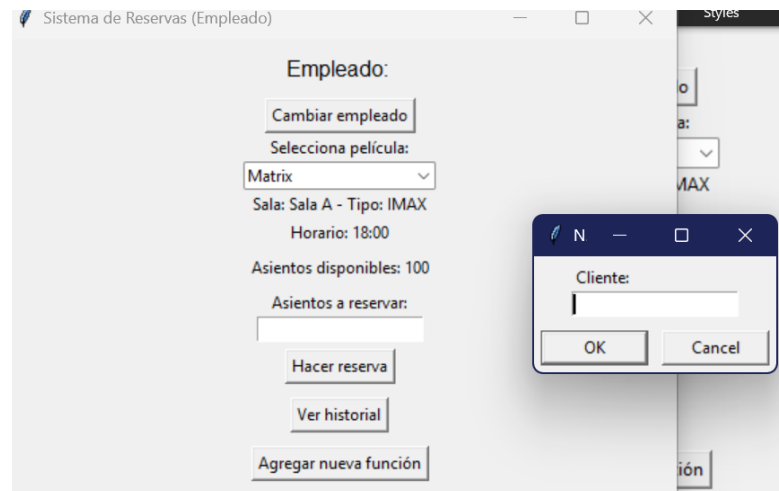 Sistema de Reservas (Empleado)
Styles
Empleado:
Cambiar empleado
Selecciona película:
Matrix
Sala: Sala A - Tipo: IMAX
Horario: 18:00
Asientos disponibles: 100
Asientos a reservar:
Hacer reserva
Ver historial
Agregar nueva función
o
a:
MAX
N
Cliente:
OK
Cancel
ión